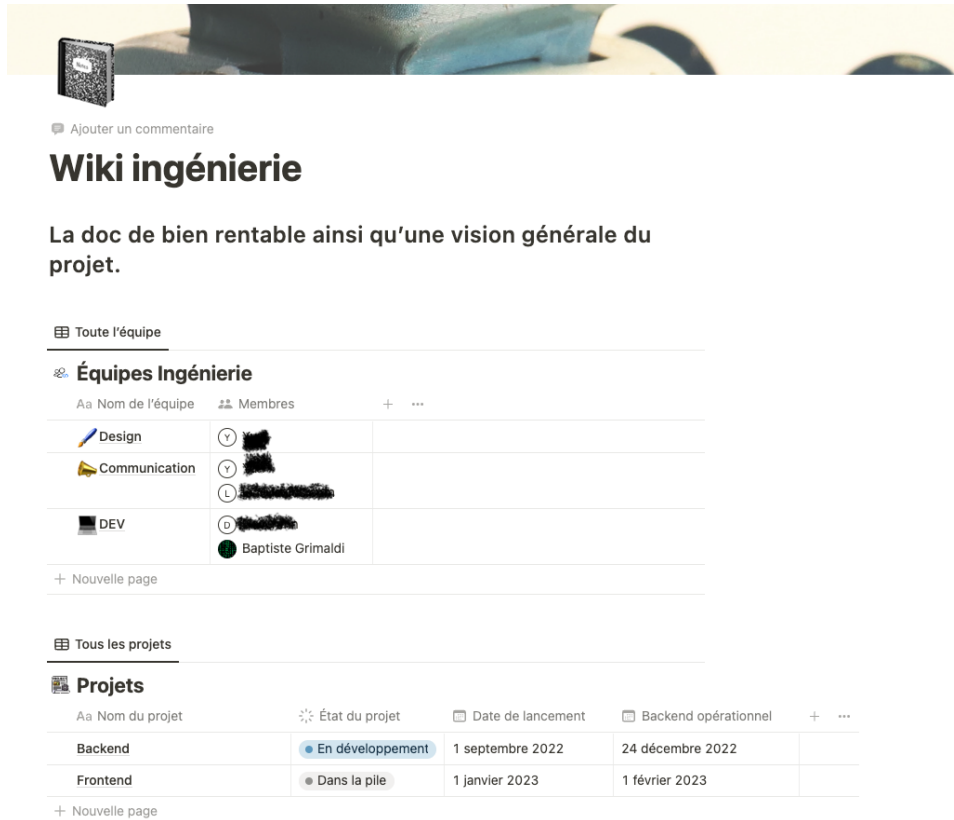 Notes
Ajouter un commentaire
Wiki ingénierie
La doc de bien rentable ainsi qu'une vision générale du
projet.
Toute l'équipe
Équipes Ingénierie
Aa Nom de l'équipe Membres + ...
Design Y
Communication Y
L
DEV D
Baptiste Grimaldi
+ Nouvelle page
Tous les projets
Projets
Aa Nom du projet État du projet Date de lancement Backend opérationnel + ...
Backend En développement 1 septembre 2022 24 décembre 2022
Frontend Dans la pile 1 janvier 2023 1 février 2023
+ Nouvelle page